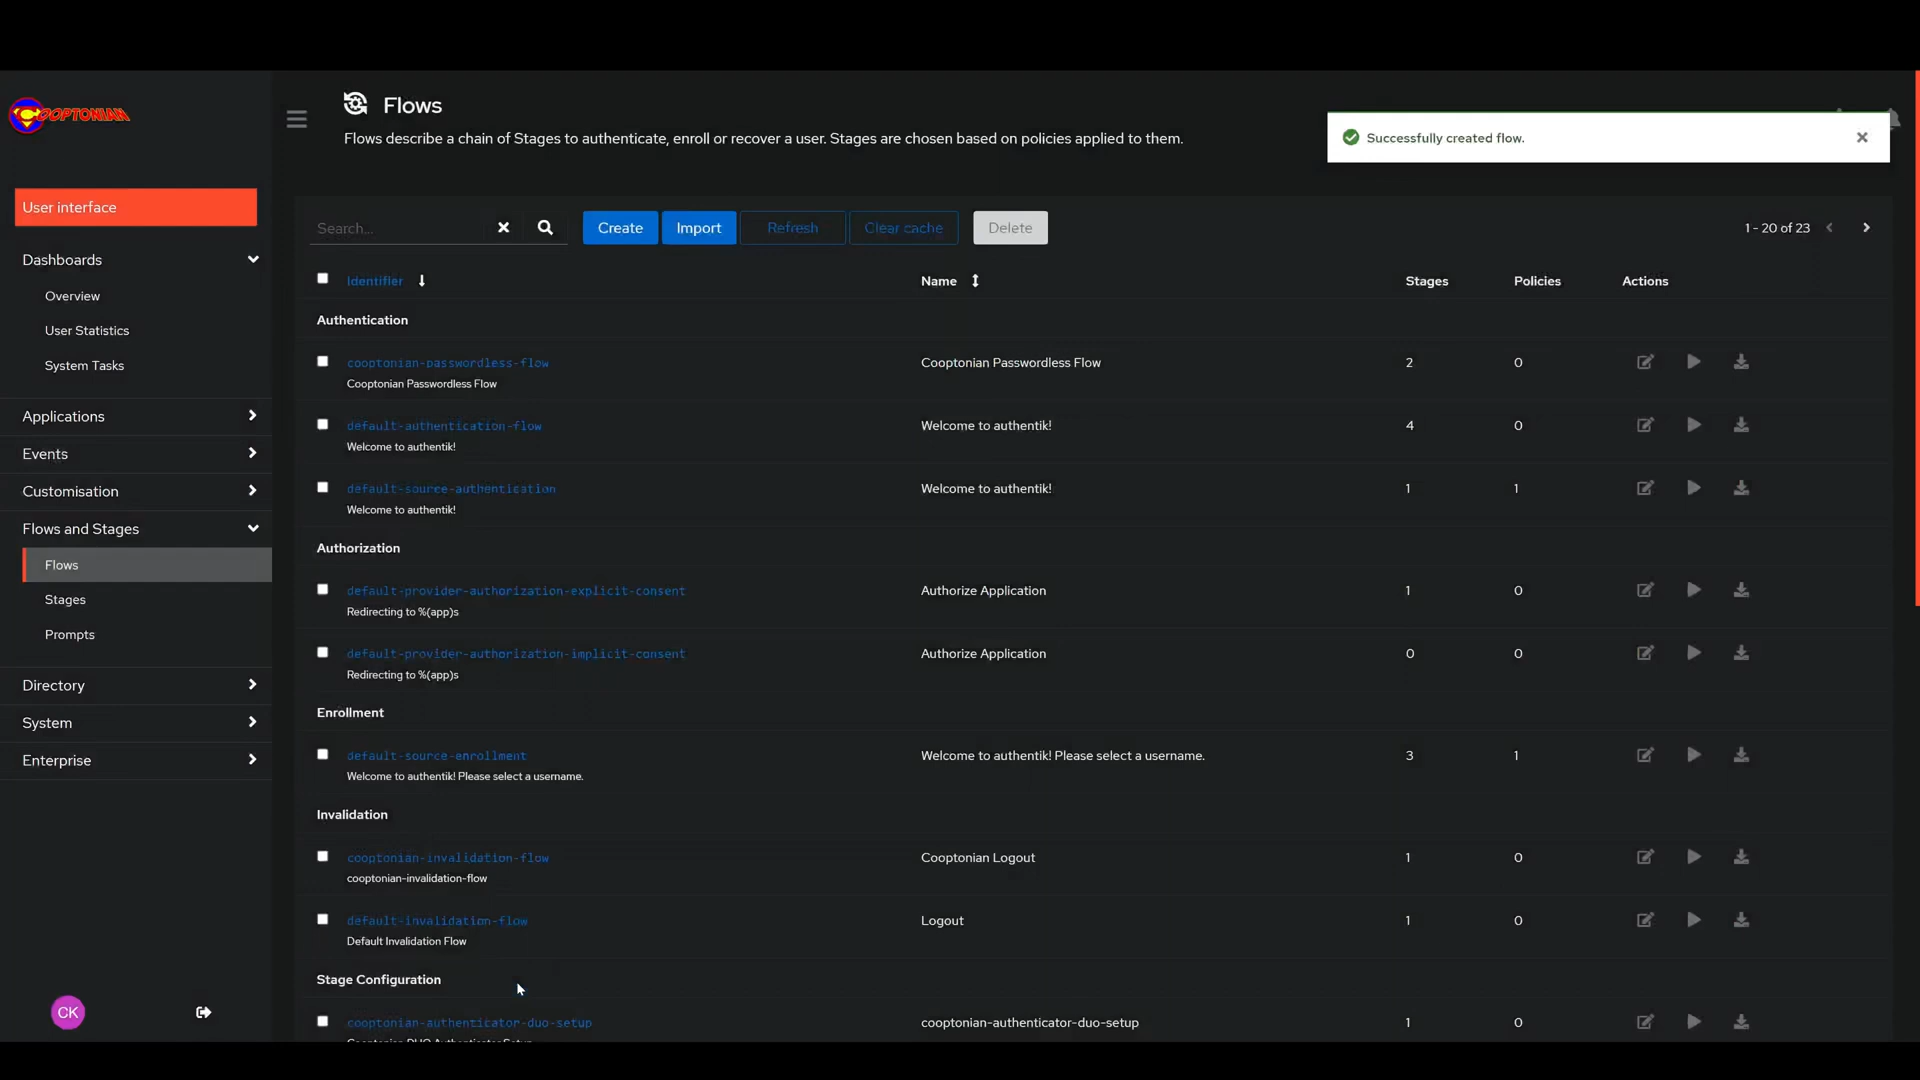 COOPTONIAN
Flows
Flows describe a chain of Stages to authenticate, enroll or recover a user. Stages are chosen based on policies applied to them.
Successfully created flow.
User interface
Dashboards
Overview
User Statistics
System Tasks
Applications
Events
Customisation
Flows and Stages
Flows
Stages
Prompts
Directory
System
Enterprise
CK
Search... Create Import Refresh Clear cache Delete 1 - 20 of 23
Identifier Name Stages Policies Actions
Authentication
cooptonian-passwordless-flow Cooptonian Passwordless Flow 2 0
Cooptonian Passwordless Flow
default-authentication-flow Welcome to authentik! 4 0
Welcome to authentik!
default-source-authentication Welcome to authentik! 1 1
Welcome to authentik!
Authorization
default-provider-authorization-explicit-consent Authorize Application 1 0
Redirecting to %(app)s
default-provider-authorization-implicit-consent Authorize Application 0 0
Redirecting to %(app)s
Enrollment
default-source-enrollment Welcome to authentik! Please select a username. 3 1
Welcome to authentik! Please select a username.
Invalidation
cooptonian-invalidation-flow Cooptonian Logout 1 0
cooptonian-invalidation-flow
default-invalidation-flow Logout 1 0
Default Invalidation Flow
Stage Configuration
cooptonian-authenticator-duo-setup cooptonian-authenticator-duo-setup 1 0
Cooptonian DUO Authenticator Setup